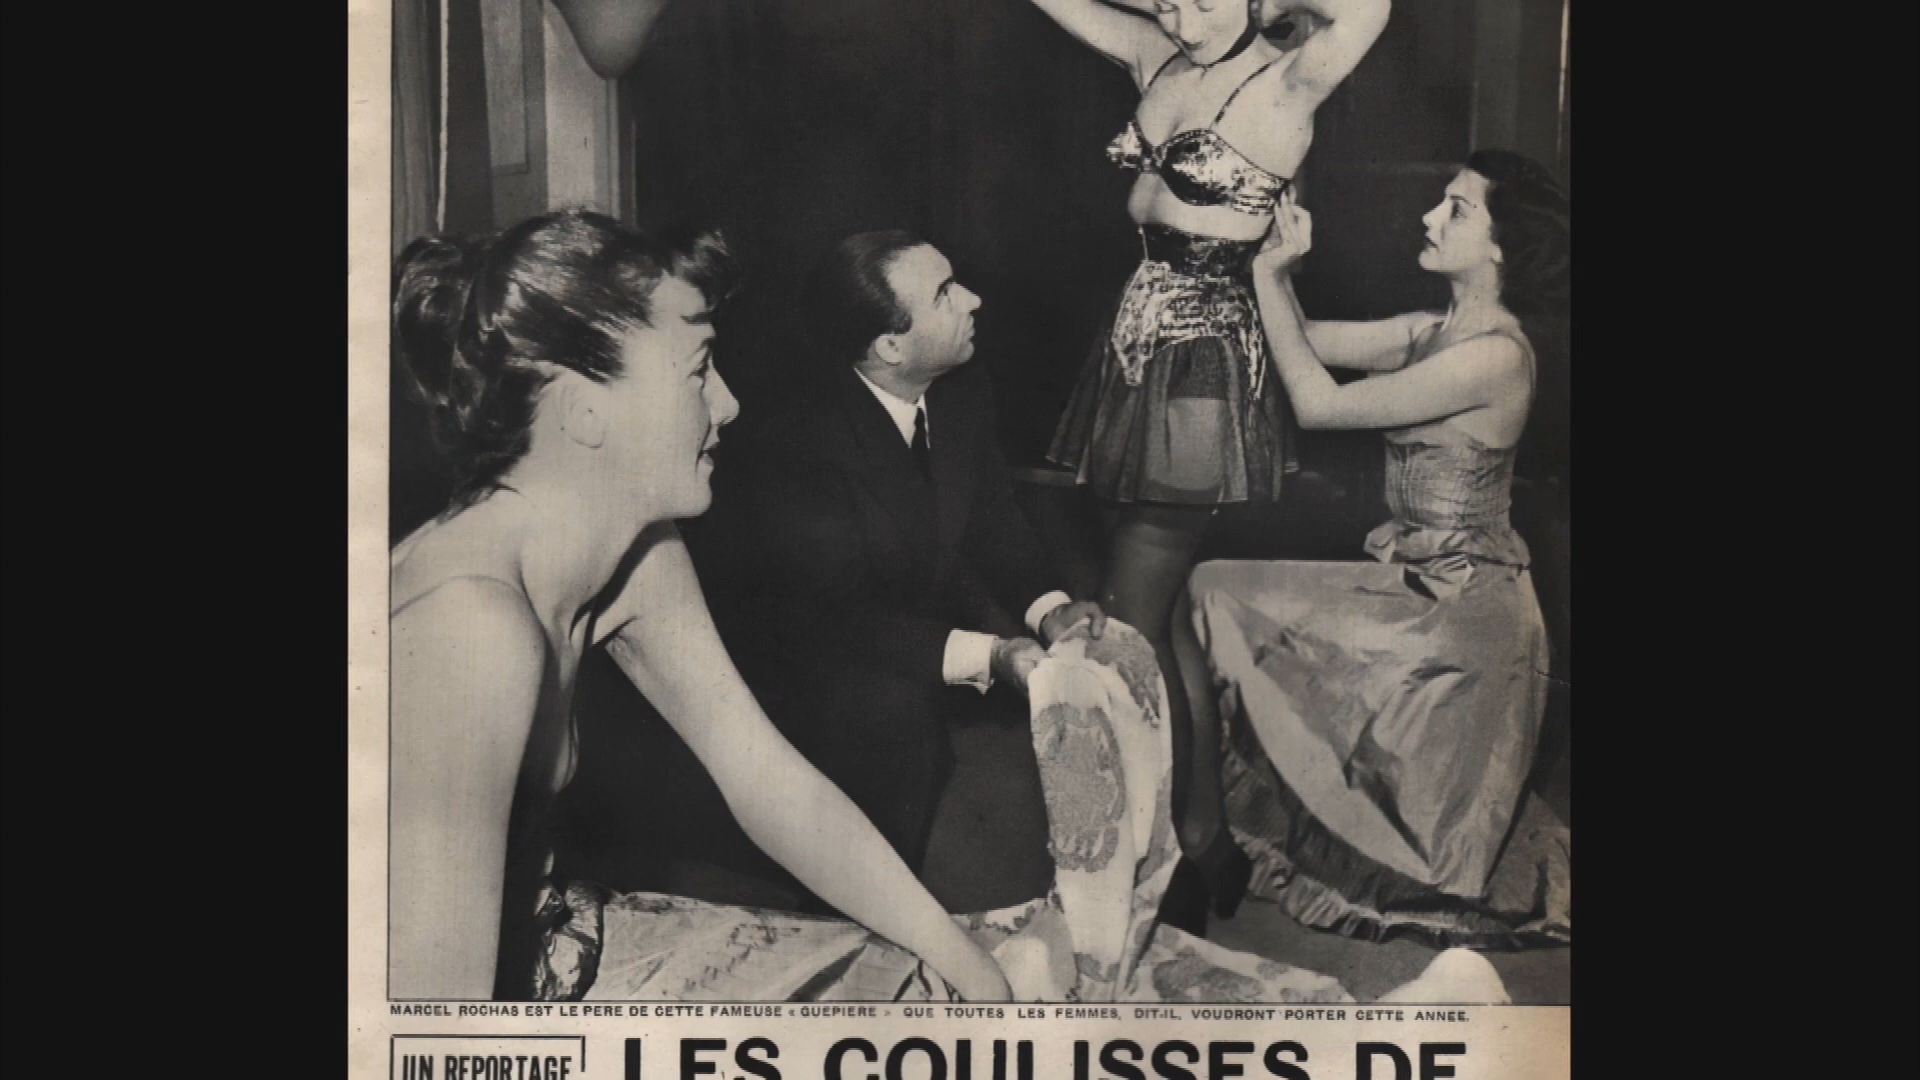 MARCEL ROCHAS EST LE PERE DE CETTE FAMEUSE « GUEPIERE » QUE TOUTES LES FEMMES, DIT-IL, VOUDRONT PORTER CETTE ANNEE.
UN REPORTAGE
LES COULISSES DE